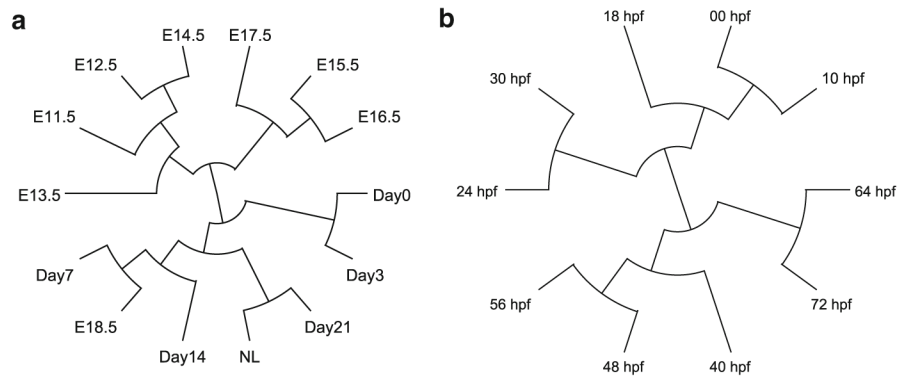 a
E14.5
E17.5
E12.5
E15.5
E11.5
E16.5
E13.5
Day0
Day7
Day3
E18.5
Day21
Day14
NL
b
18 hpf
00 hpf
30 hpf
10 hpf
24 hpf
64 hpf
56 hpf
72 hpf
48 hpf
40 hpf